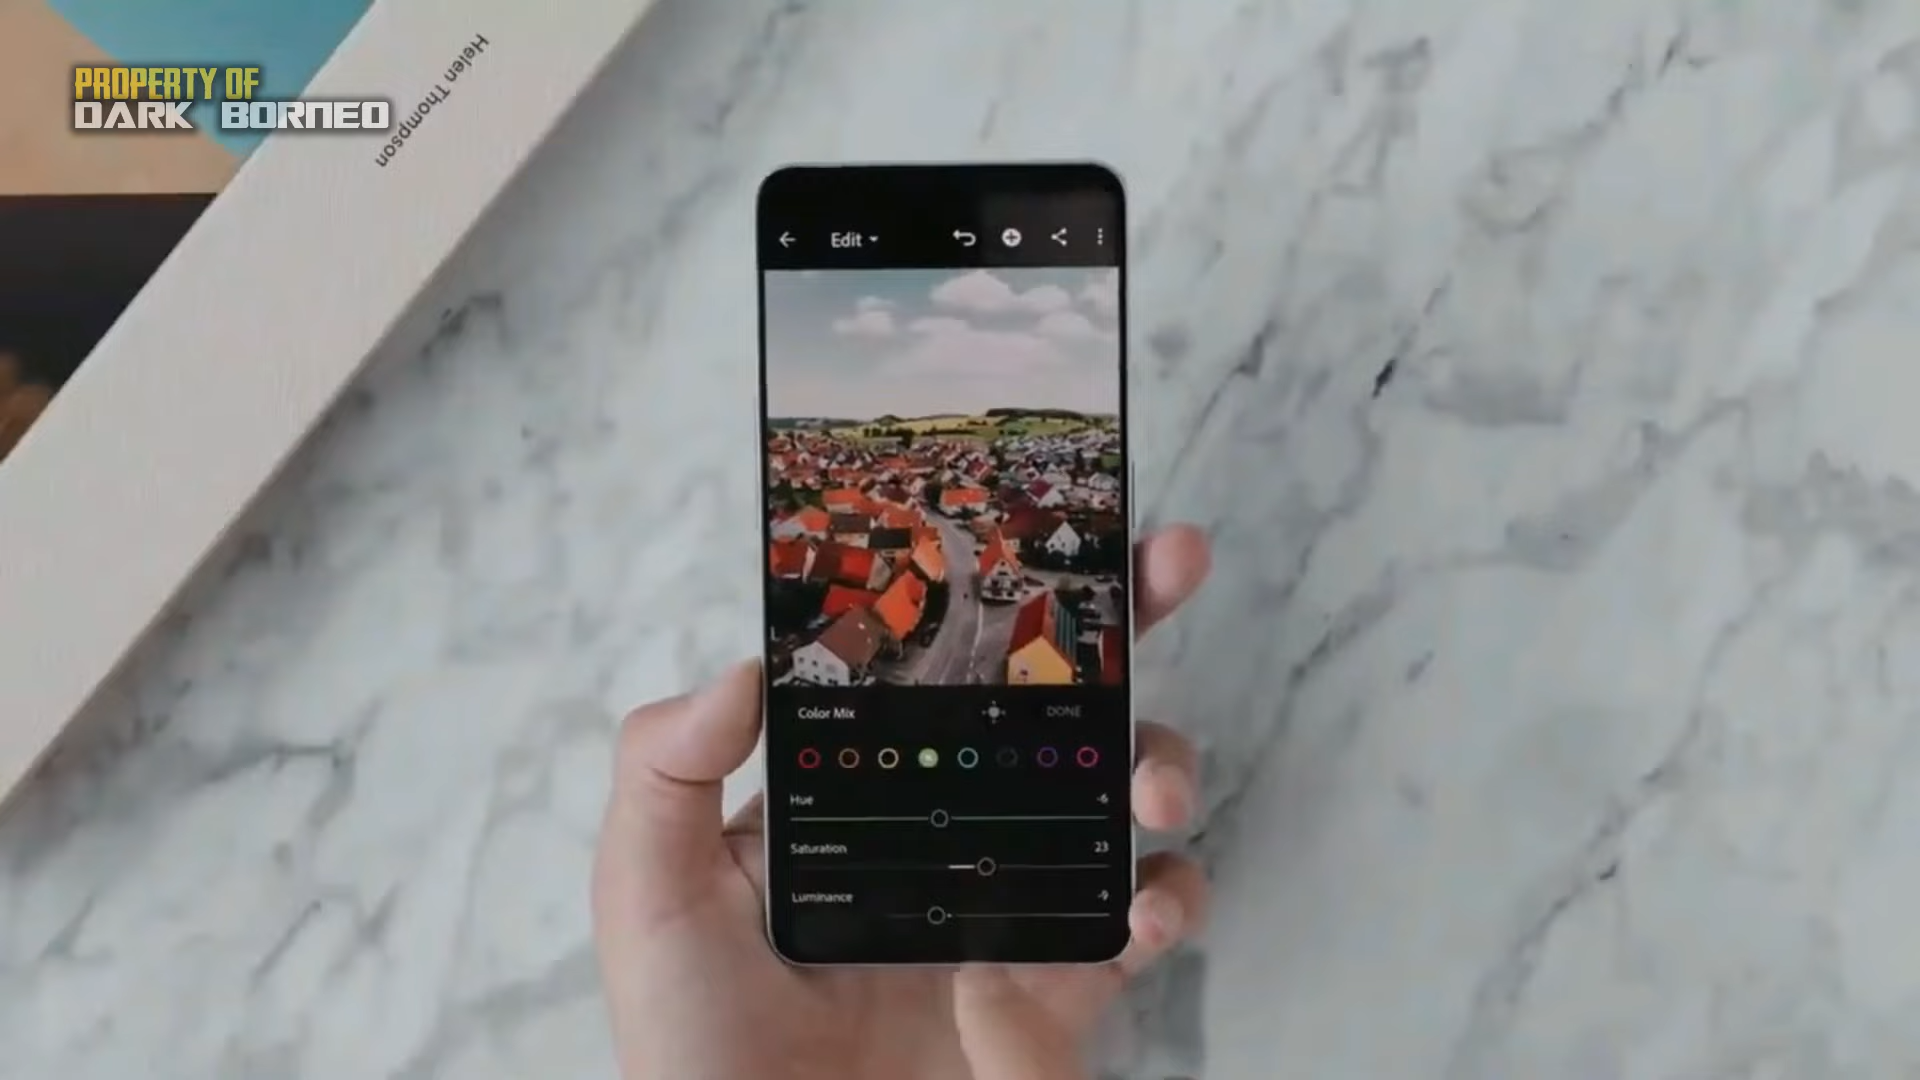 PROPERTY OF
DARK BORNEO
Helen Thompson
Edit
Color Mix
DONE
Hue -6
Saturation 23
Luminance -9